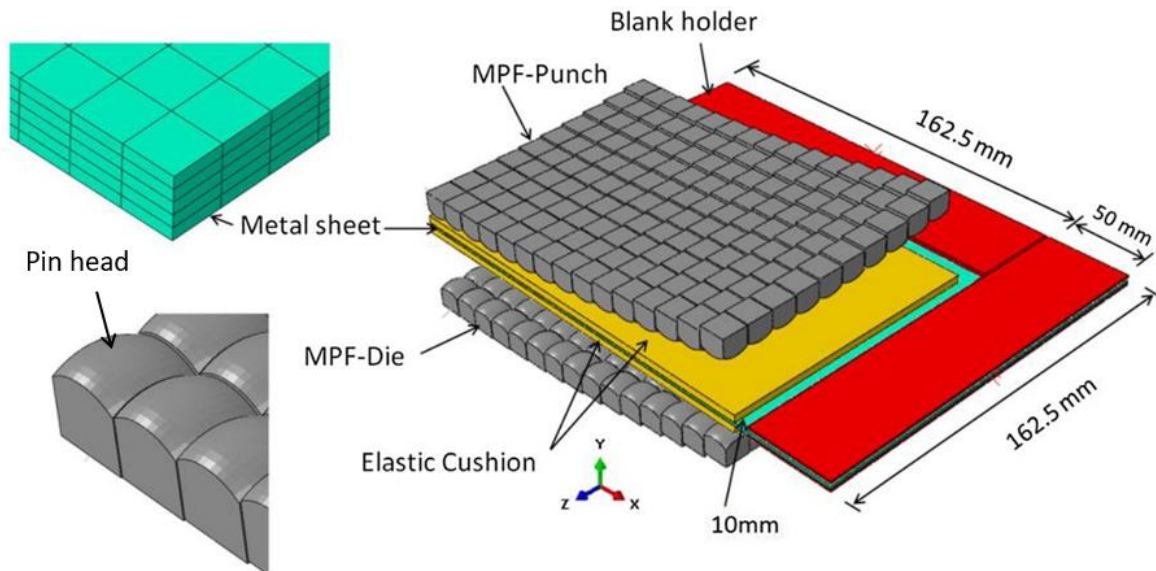 Blank holder
MPF-Punch
162.5 mm
50 mm
Metal sheet
Pin head
MPF-Die
162.5 mm
Elastic Cushion
Y
Z
X
10mm